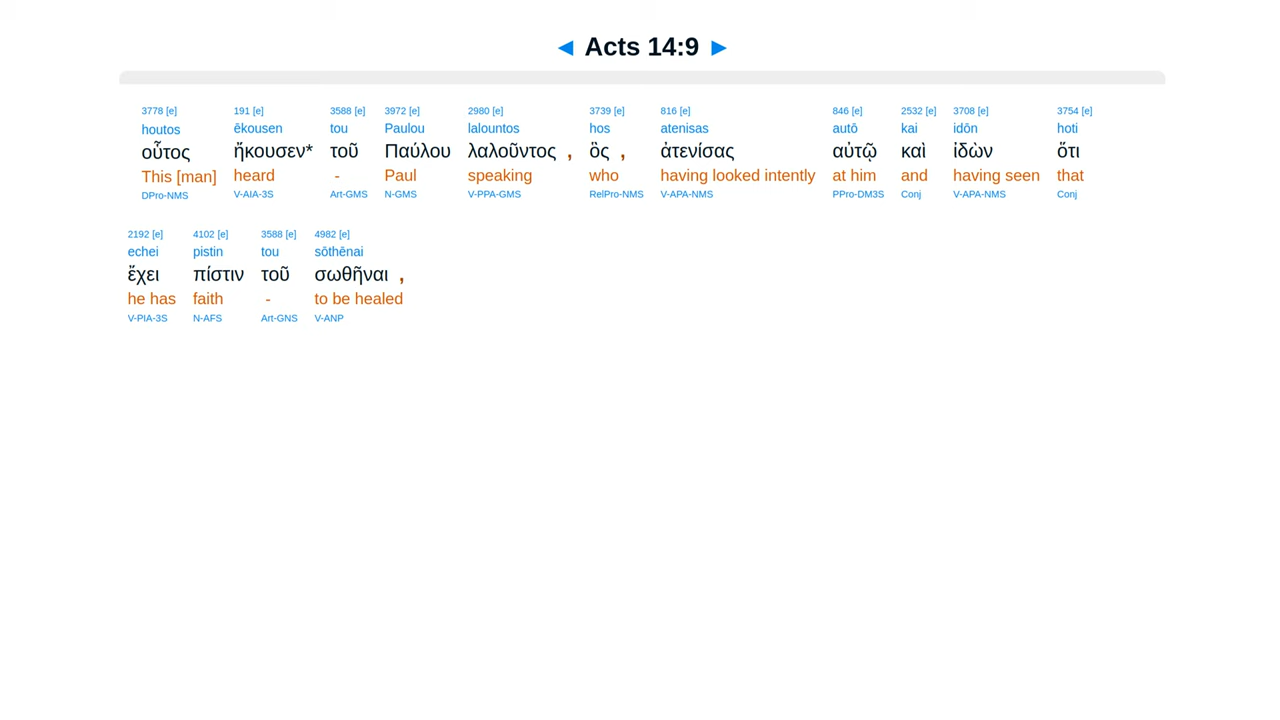 ◄ Acts 14:9 ►
3778 [e] 191 [e] 3588 [e] 3972 [e] 2980 [e] 3739 [e] 816 [e] 846 [e] 2532 [e] 3708 [e] 3754 [e]
houtos ēkousen tou Paulou lalountos hos atenisas autō kai idōn hoti
οὗτος ἤκουσεν* τοῦ Παύλου λαλοῦντος , ὃς , ἀτενίσας αὐτῷ καὶ ἰδὼν ὅτι
This [man] heard - Paul speaking who having looked intently at him and having seen that
DPro-NMS V-AIA-3S Art-GMS N-GMS V-PPA-GMS RelPro-NMS V-APA-NMS PPro-DM3S Conj V-APA-NMS Conj
2192 [e] 4102 [e] 3588 [e] 4982 [e]
echei pistin tou sōthēnai
ἔχει πίστιν τοῦ σωθῆναι ,
he has faith - to be healed
V-PIA-3S N-AFS Art-GNS V-ANP